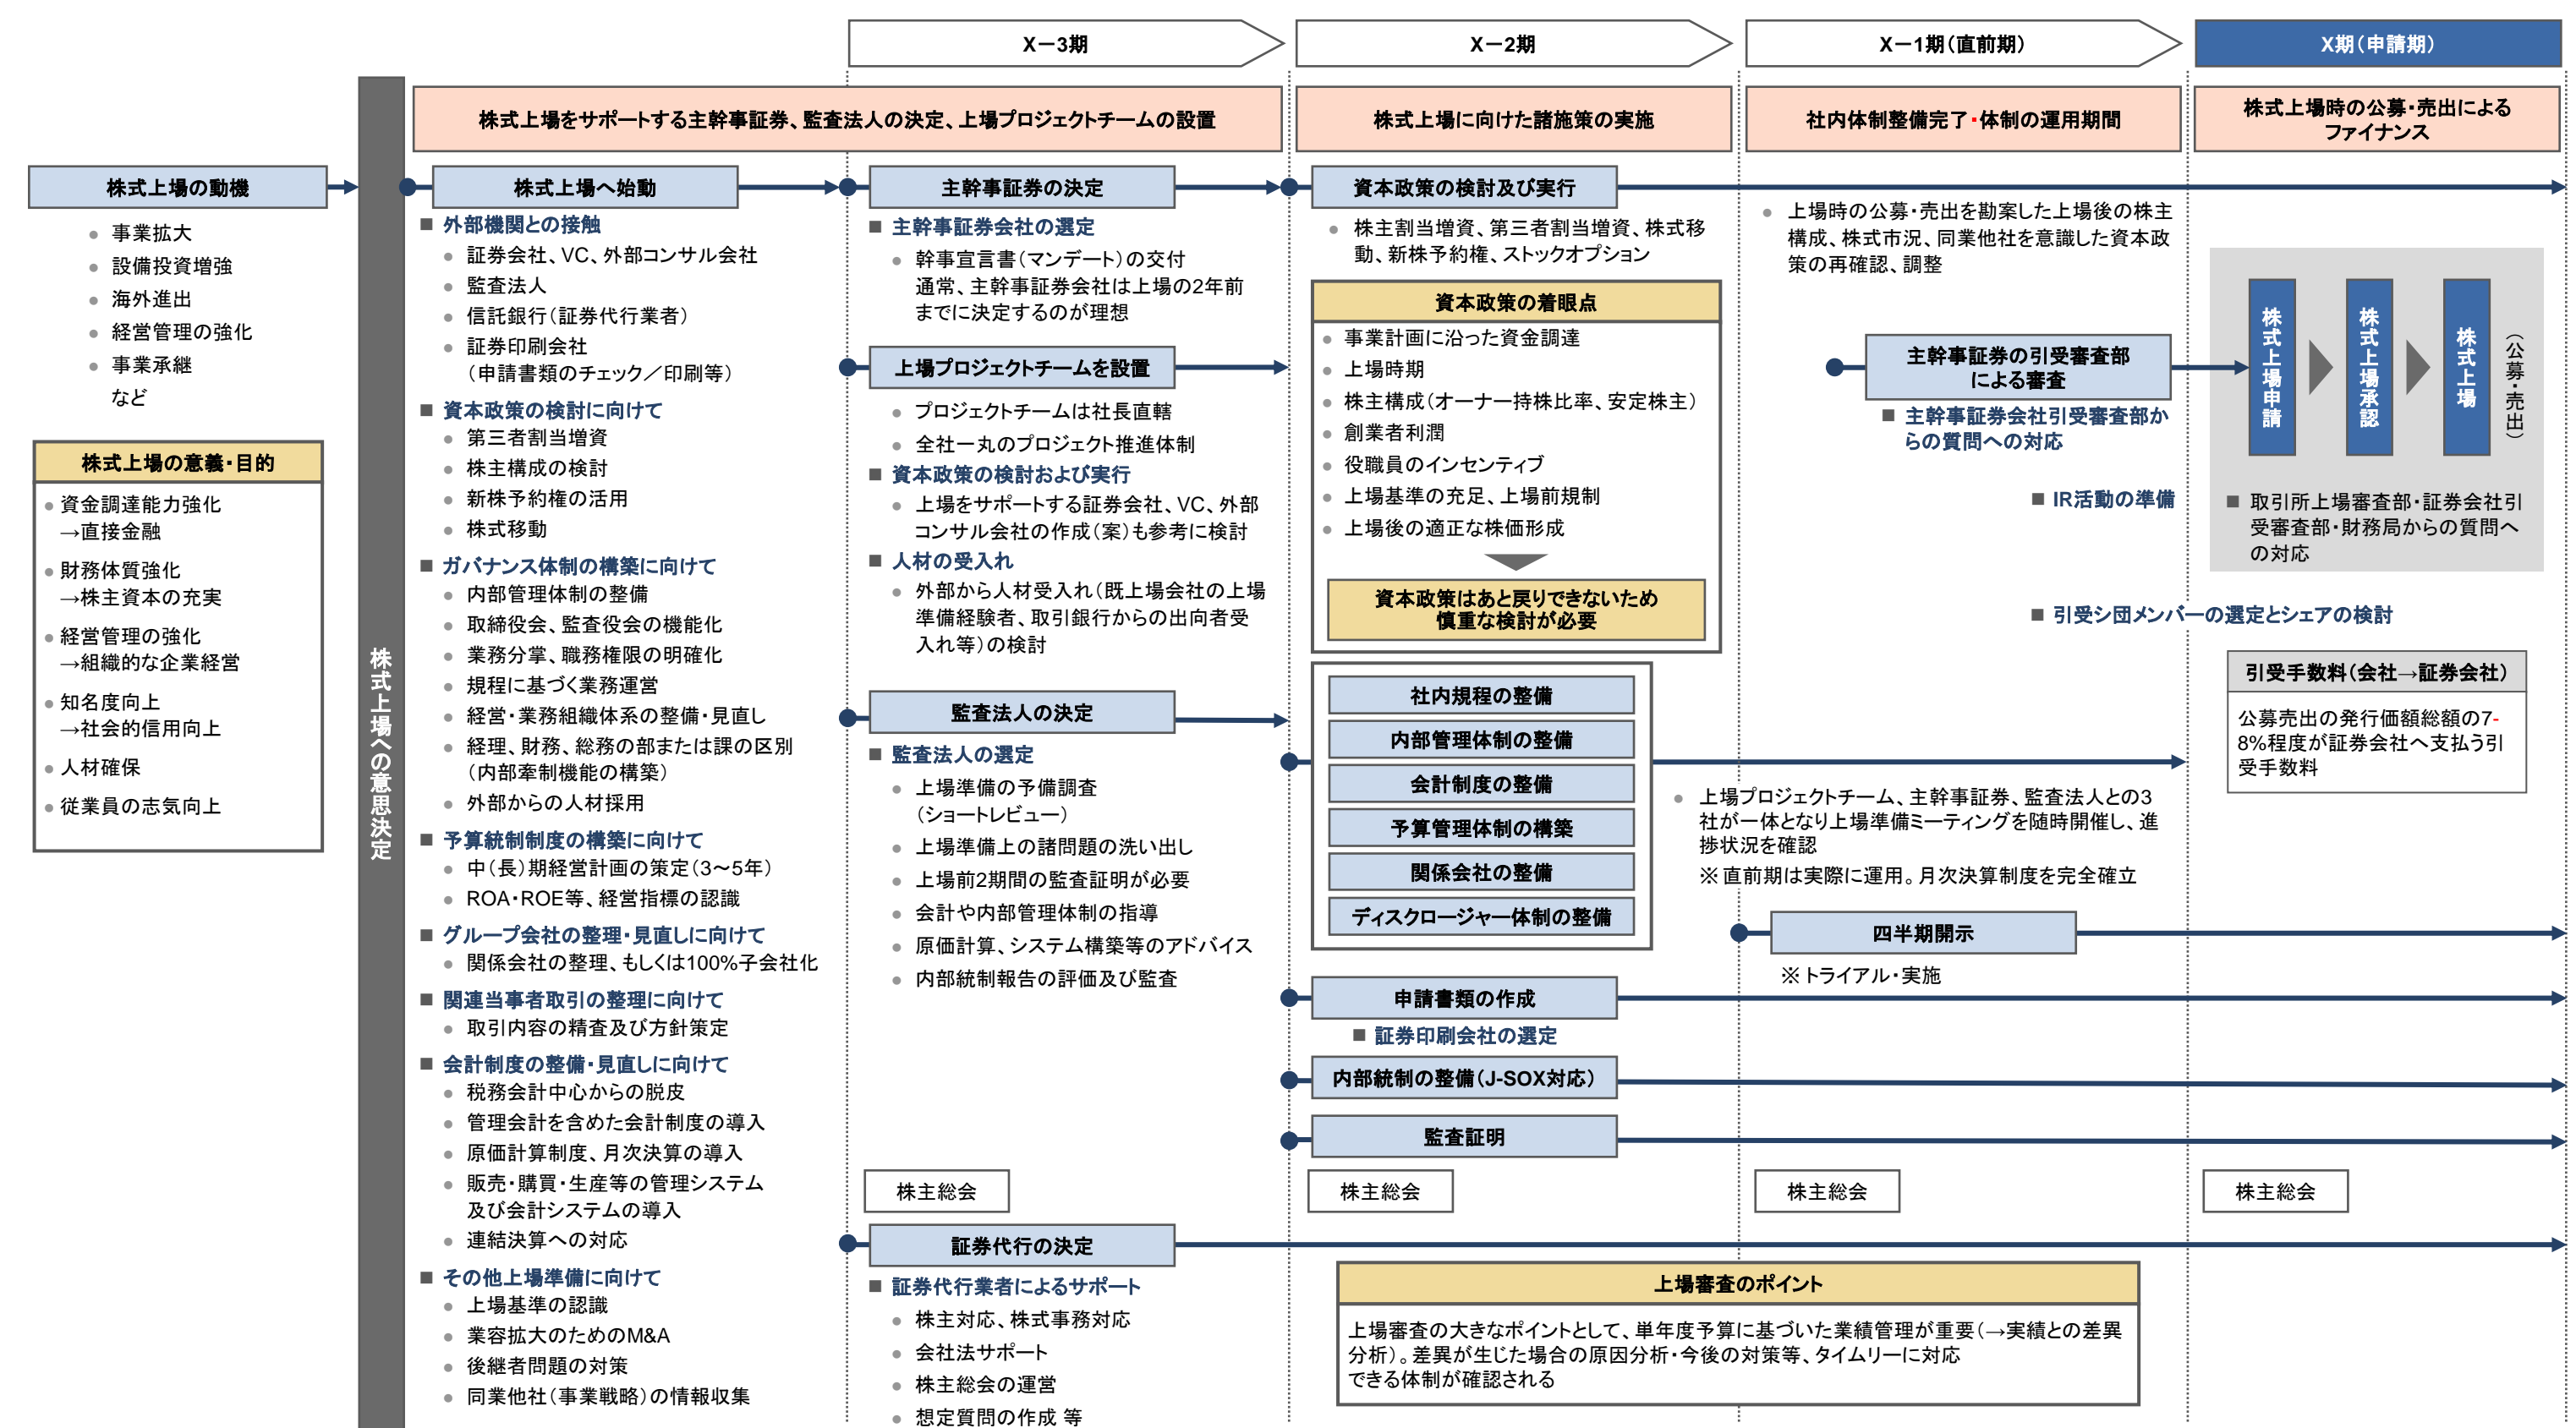 X－3期
X－2期
X－1期（直前期）
X期（申請期）
株式上場をサポートする主幹事証券、監査法人の決定、上場プロジェクトチームの設置
株式上場に向けた諸施策の実施
社内体制整備完了・体制の運用期間
株式上場時の公募・売出による
ファイナンス
株式上場の動機
事業拡大
設備投資増強
海外進出
経営管理の強化
事業承継
など
株式上場の意義・目的
資金調達能力強化
→直接金融
財務体質強化
→株主資本の充実
経営管理の強化
→組織的な企業経営
知名度向上
→社会的信用向上
人材確保
従業員の志気向上
株式上場への意思決定
株式上場へ始動
■ 外部機関との接触
証券会社、VC、外部コンサル会社
監査法人
信託銀行（証券代行業者）
証券印刷会社
（申請書類のチェック／印刷等）
■ 資本政策の検討に向けて
第三者割当増資
株主構成の検討
新株予約権の活用
株式移動
■ ガバナンス体制の構築に向けて
内部管理体制の整備
取締役会、監査役会の機能化
業務分掌、職務権限の明確化
規程に基づく業務運営
経営・業務組織体系の整備・見直し
経理、財務、総務の部または課の区別
（内部牽制機能の構築）
外部からの人材採用
■ 予算統制制度の構築に向けて
中（長）期経営計画の策定（3～5年）
ROA・ROE等、経営指標の認識
■ グループ会社の整理・見直しに向けて
関係会社の整理、もしくは100%子会社化
■ 関連当事者取引の整理に向けて
取引内容の精査及び方針策定
■ 会計制度の整備・見直しに向けて
税務会計中心からの脱皮
管理会計を含めた会計制度の導入
原価計算制度、月次決算の導入
販売・購買・生産等の管理システム
及び会計システムの導入
連結決算への対応
■ その他上場準備に向けて
上場基準の認識
業容拡大のためのM&A
後継者問題の対策
同業他社（事業戦略）の情報収集
主幹事証券の決定
■ 主幹事証券会社の選定
幹事宣言書（マンデート）の交付
通常、主幹事証券会社は上場の2年前
までに決定するのが理想
上場プロジェクトチームを設置
プロジェクトチームは社長直轄
全社一丸のプロジェクト推進体制
■ 資本政策の検討および実行
上場をサポートする証券会社、VC、外部
コンサル会社の作成（案）も参考に検討
■ 人材の受入れ
外部から人材受入れ（既上場会社の上場
準備経験者、取引銀行からの出向者受
入れ等）の検討
監査法人の決定
■ 監査法人の選定
上場準備の予備調査
（ショートレビュー）
上場準備上の諸問題の洗い出し
上場前2期間の監査証明が必要
会計や内部管理体制の指導
原価計算、システム構築等のアドバイス
内部統制報告の評価及び監査
株主総会
証券代行の決定
■ 証券代行業者によるサポート
株主対応、株式事務対応
会社法サポート
株主総会の運営
想定質問の作成 等
資本政策の検討及び実行
株主割当増資、第三者割当増資、株式移
動、新株予約権、ストックオプション
資本政策の着眼点
事業計画に沿った資金調達
上場時期
株主構成（オーナー持株比率、安定株主）
創業者利潤
役職員のインセンティブ
上場基準の充足、上場前規制
上場後の適正な株価形成
資本政策はあと戻りできないため
慎重な検討が必要
社内規程の整備
内部管理体制の整備
会計制度の整備
予算管理体制の構築
関係会社の整備
ディスクロージャー体制の整備
申請書類の作成
■ 証券印刷会社の選定
内部統制の整備（J-SOX対応）
監査証明
株主総会
上場時の公募・売出を勘案した上場後の株主
構成、株式市況、同業他社を意識した資本政
策の再確認、調整
主幹事証券の引受審査部
による審査
■ 主幹事証券会社引受審査部か
らの質問への対応
■ IR活動の準備
■ 引受シ団メンバーの選定とシェアの検討
上場プロジェクトチーム、主幹事証券、監査法人との3
社が一体となり上場準備ミーティングを随時開催し、進
捗状況を確認
※ 直前期は実際に運用。月次決算制度を完全確立
四半期開示
※トライアル・実施
株主総会
株式上場申請
株式上場承認
株式上場
（公募・売出）
■ 取引所上場審査部・証券会社引
受審査部・財務局からの質問へ
の対応
引受手数料（会社→証券会社）
公募売出の発行価額総額の7-
8%程度が証券会社へ支払う引
受手数料
株主総会
上場審査のポイント
上場審査の大きなポイントとして、単年度予算に基づいた業績管理が重要（→実績との差異
分析）。差異が生じた場合の原因分析・今後の対策等、タイムリーに対応
できる体制が確認される